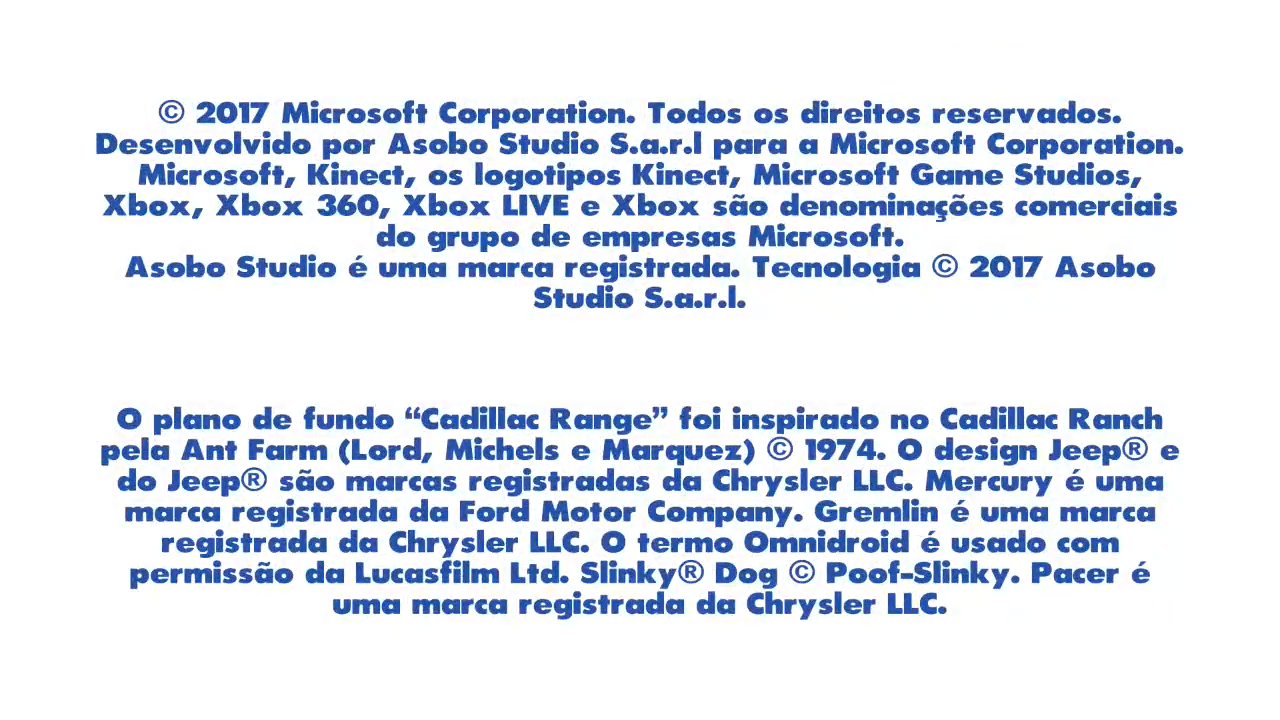 © 2017 Microsoft Corporation. Todos os direitos reservados.
Desenvolvido por Asobo Studio S.a.r.l para a Microsoft Corporation.
Microsoft, Kinect, os logotipos Kinect, Microsoft Game Studios,
Xbox, Xbox 360, Xbox LIVE e Xbox são denominações comerciais
do grupo de empresas Microsoft.
Asobo Studio é uma marca registrada. Tecnologia © 2017 Asobo
Studio S.a.r.l.
O plano de fundo “Cadillac Range” foi inspirado no Cadillac Ranch
pela Ant Farm (Lord, Michels e Marquez) © 1974. O design Jeep® e
do Jeep® são marcas registradas da Chrysler LLC. Mercury é uma
marca registrada da Ford Motor Company. Gremlin é uma marca
registrada da Chrysler LLC. O termo Omnidroid é usado com
permissão da Lucasfilm Ltd. Slinky® Dog © Poof-Slinky. Pacer é
uma marca registrada da Chrysler LLC.